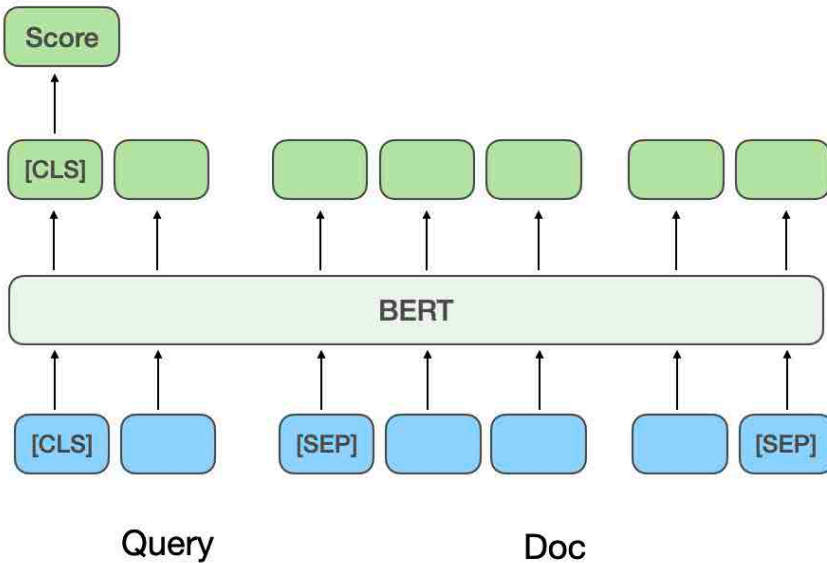 Score
[CLS]
BERT
[CLS] [SEP] [SEP]
Query Doc